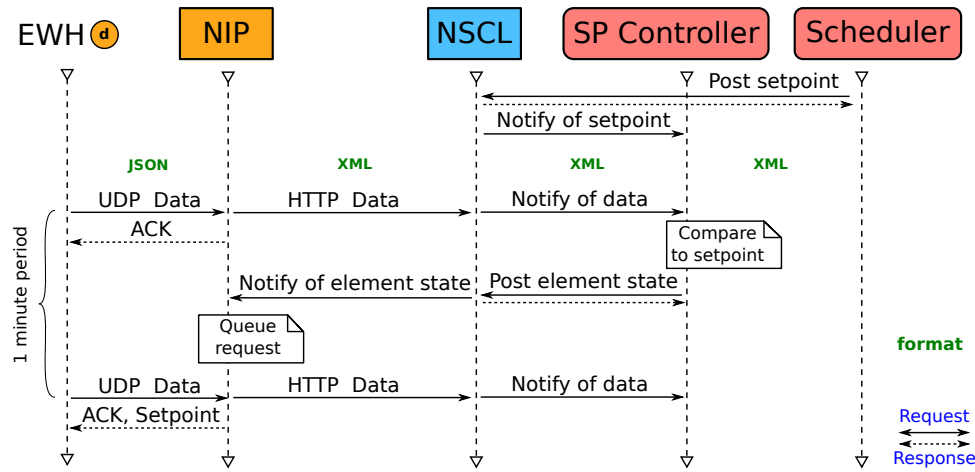 EWH d NIP NSCL SP Controller Scheduler
Post setpoint
Notify of setpoint
JSON XML XML XML
UDP Data HTTP Data Notify of data
ACK
Compare
to setpoint
1 minute period
Notify of element state Post element state
Queue
request
format
UDP Data HTTP Data Notify of data
ACK, Setpoint
Request
Response